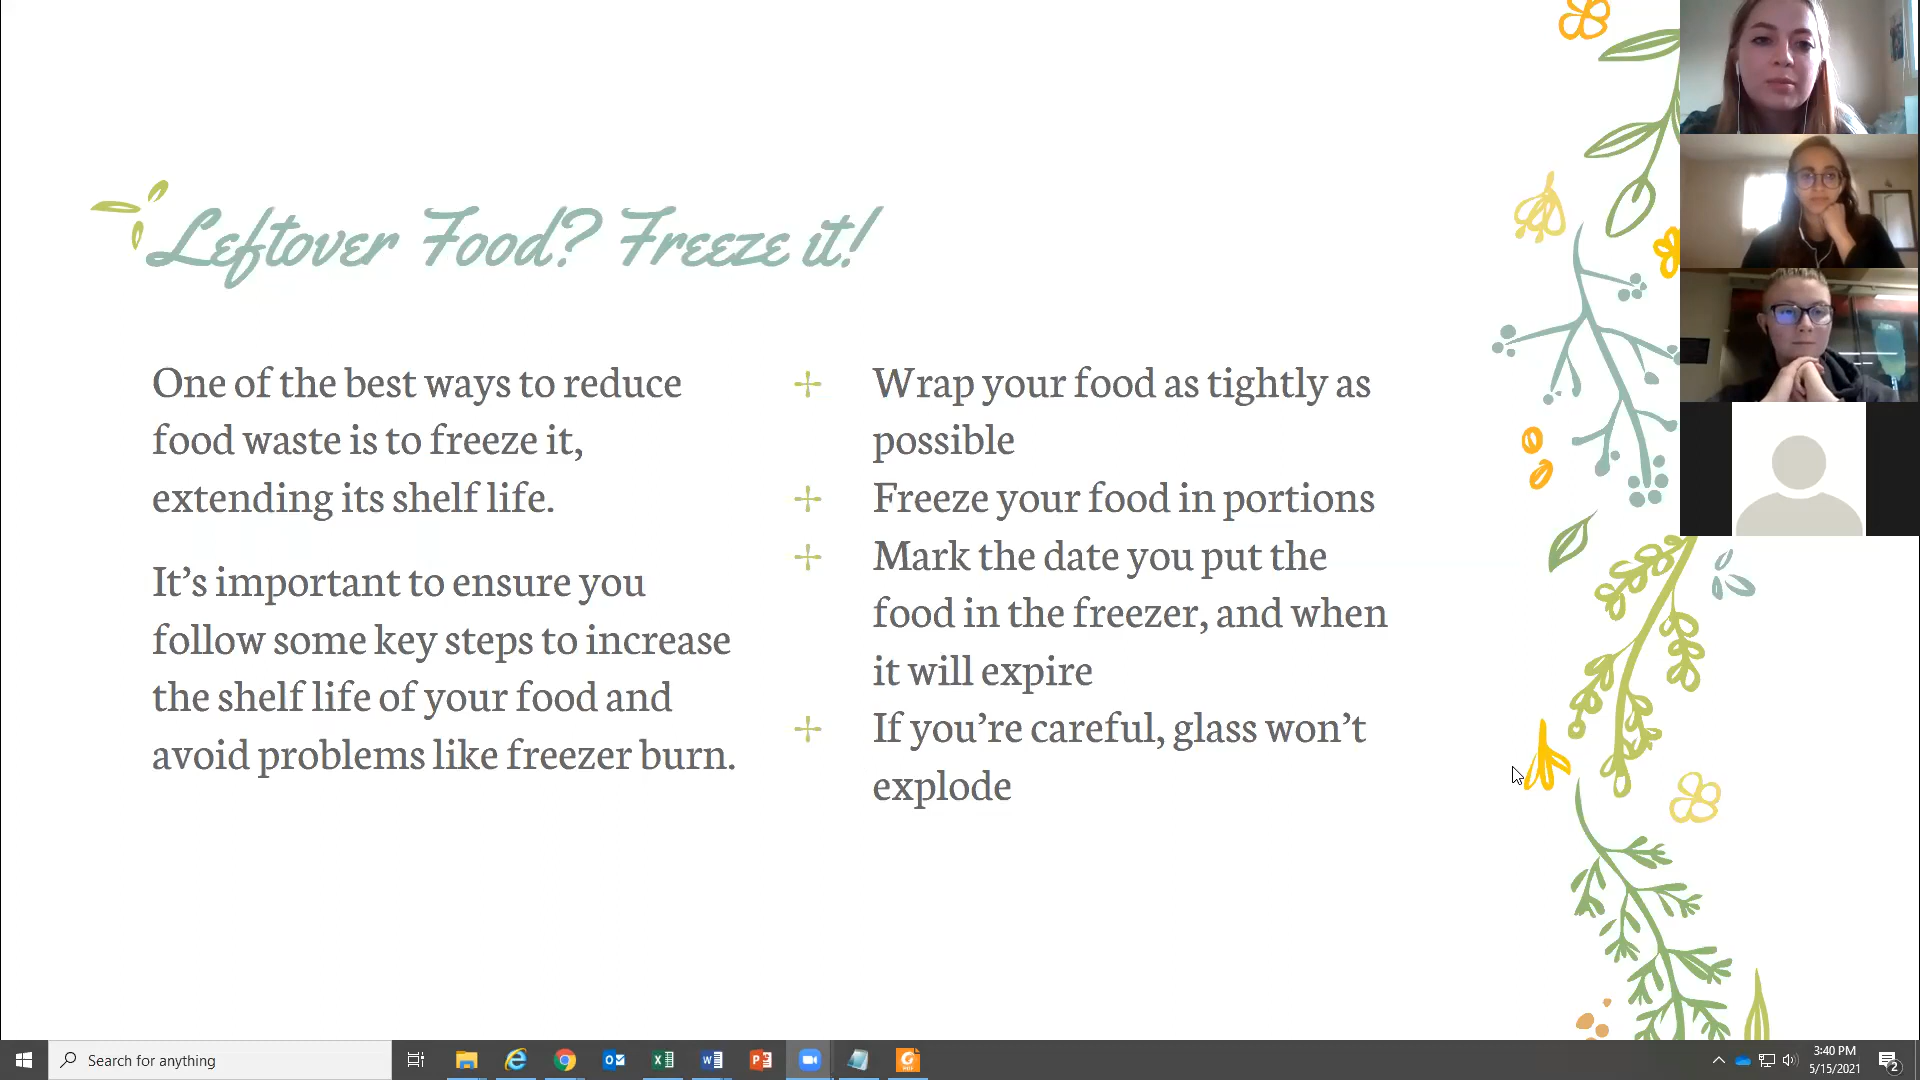 Leftover Food? Freeze it!
One of the best ways to reduce
food waste is to freeze it,
extending its shelf life.
It’s important to ensure you
follow some key steps to increase
the shelf life of your food and
avoid problems like freezer burn.
Wrap your food as tightly as
possible
Freeze your food in portions
Mark the date you put the
food in the freezer, and when
it will expire
If you’re careful, glass won’t
explode
Search for anything
3:40 PM
5/15/2021
2